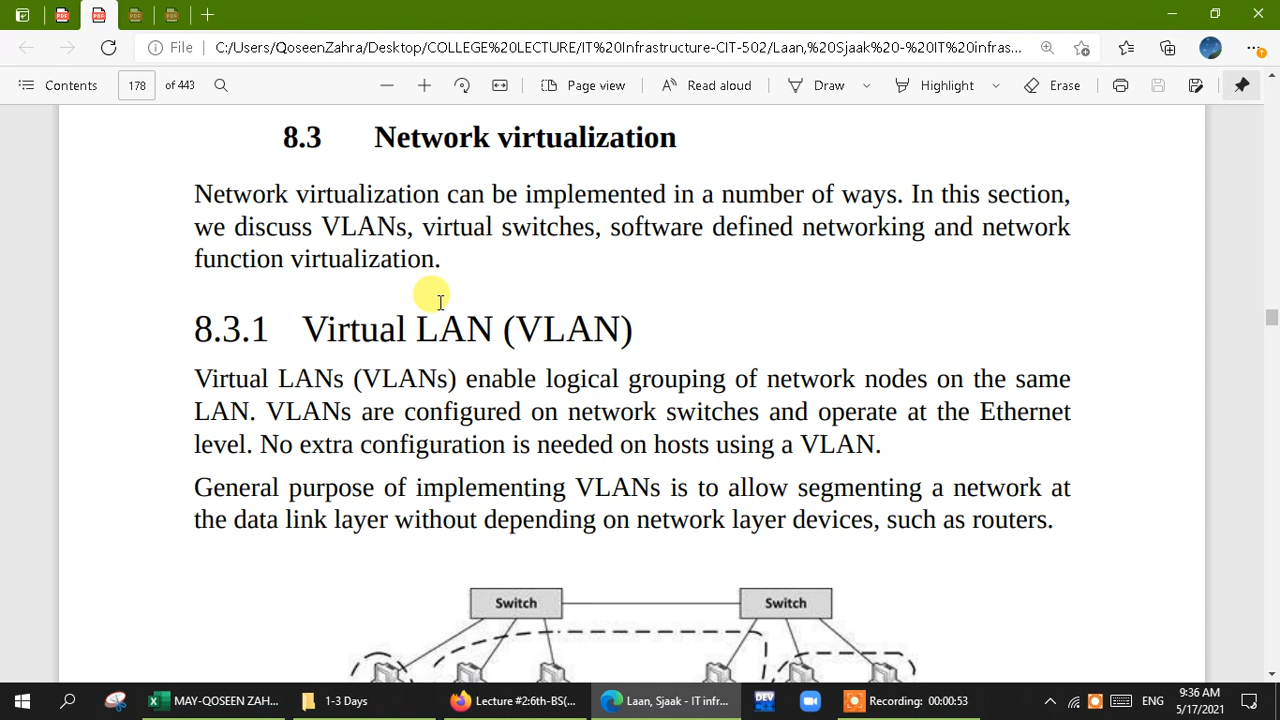 File
C:/Users/QoseenZahra/Desktop/COLLEGE%20LECTURE/IT%20Infrastructure-CIT-502/Laan,%20Sjaak%20-%20IT%20infras...
Contents
178
of 443
Page view
Read aloud
Draw
Highlight
Erase
8.3 Network virtualization
Network virtualization can be implemented in a number of ways. In this section,
we discuss VLANs, virtual switches, software defined networking and network
function virtualization.
8.3.1 Virtual LAN (VLAN)
Virtual LANs (VLANs) enable logical grouping of network nodes on the same
LAN. VLANs are configured on network switches and operate at the Ethernet
level. No extra configuration is needed on hosts using a VLAN.
General purpose of implementing VLANs is to allow segmenting a network at
the data link layer without depending on network layer devices, such as routers.
Switch
Switch
MAY-QOSEEN ZAH...
1-3 Days
Lecture #2:6th-BS(...
Laan, Sjaak - IT infr...
DEV
C++
Recording: 00:00:53
ENG
9:36 AM
5/17/2021